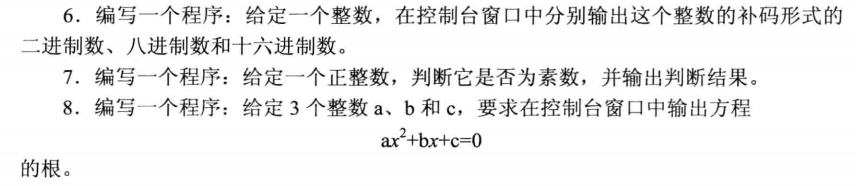 6．编写一个程序：给定一个整数，在控制台窗口中分别输出这个整数的补码形式的
二进制数、八进制数和十六进制数。
7．编写一个程序：给定一个正整数，判断它是否为素数，并输出判断结果。
8．编写一个程序：给定 3 个整数 a、b 和 c，要求在控制台窗口中输出方程
ax²+bx+c=0
的根。